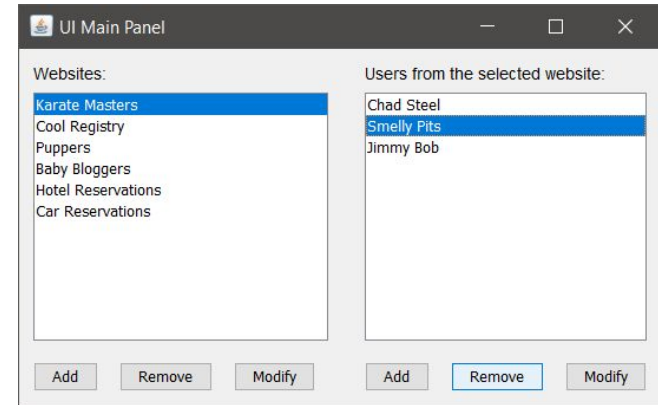 UI Main Panel
Websites:
Karate Masters
Cool Registry
Puppers
Baby Bloggers
Hotel Reservations
Car Reservations
Add Remove Modify
Users from the selected website:
Chad Steel
Smelly Pits
Jimmy Bob
Add Remove Modify